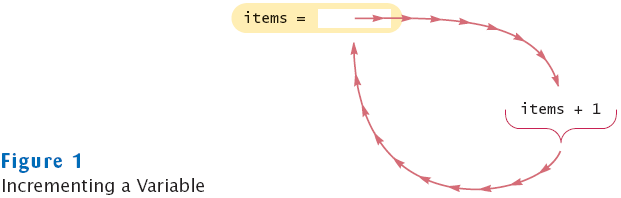 items =
items + 1
Figure 1
Incrementing a Variable